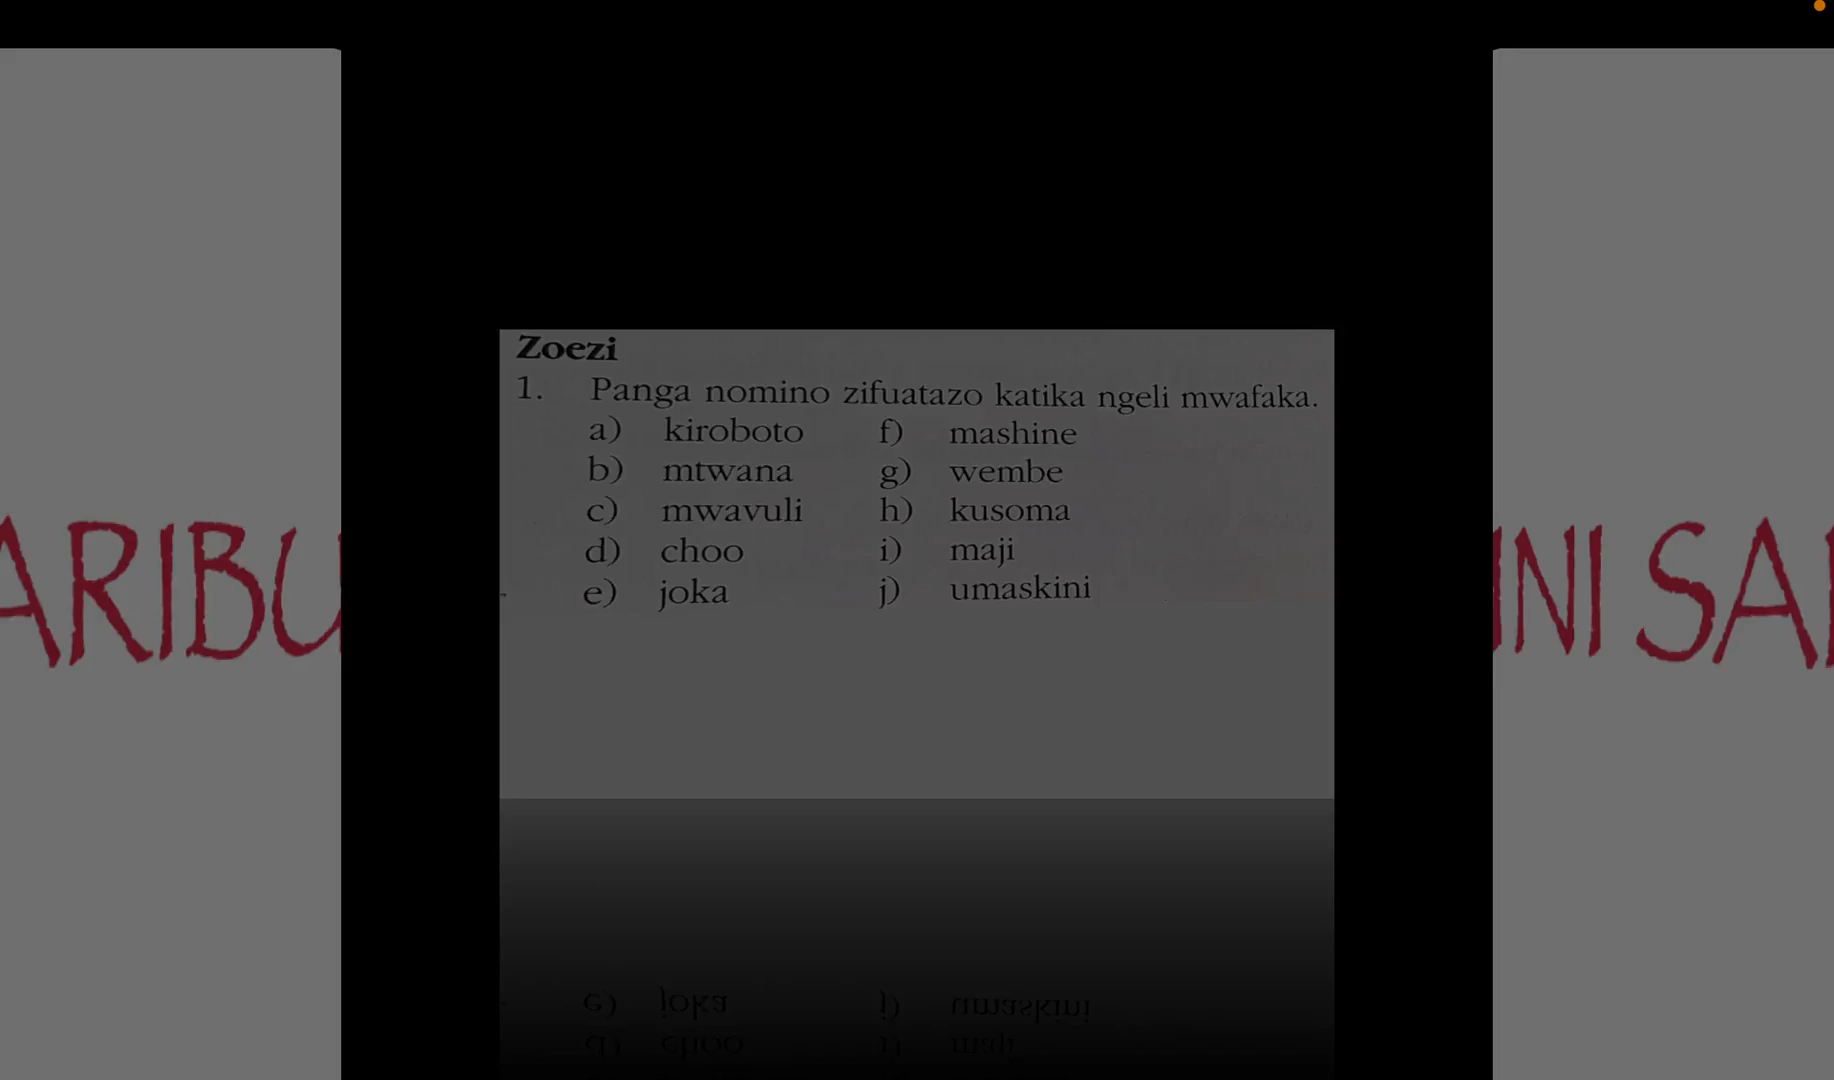 ARIBU
Zoezi
1. Panga nomino zifuatazo katika ngeli mwafaka.
a) kiroboto f) mashine
b) mtwana g) wembe
c) mwavuli h) kusoma
d) choo i) maji
e) joka j) umaskini
INI SA